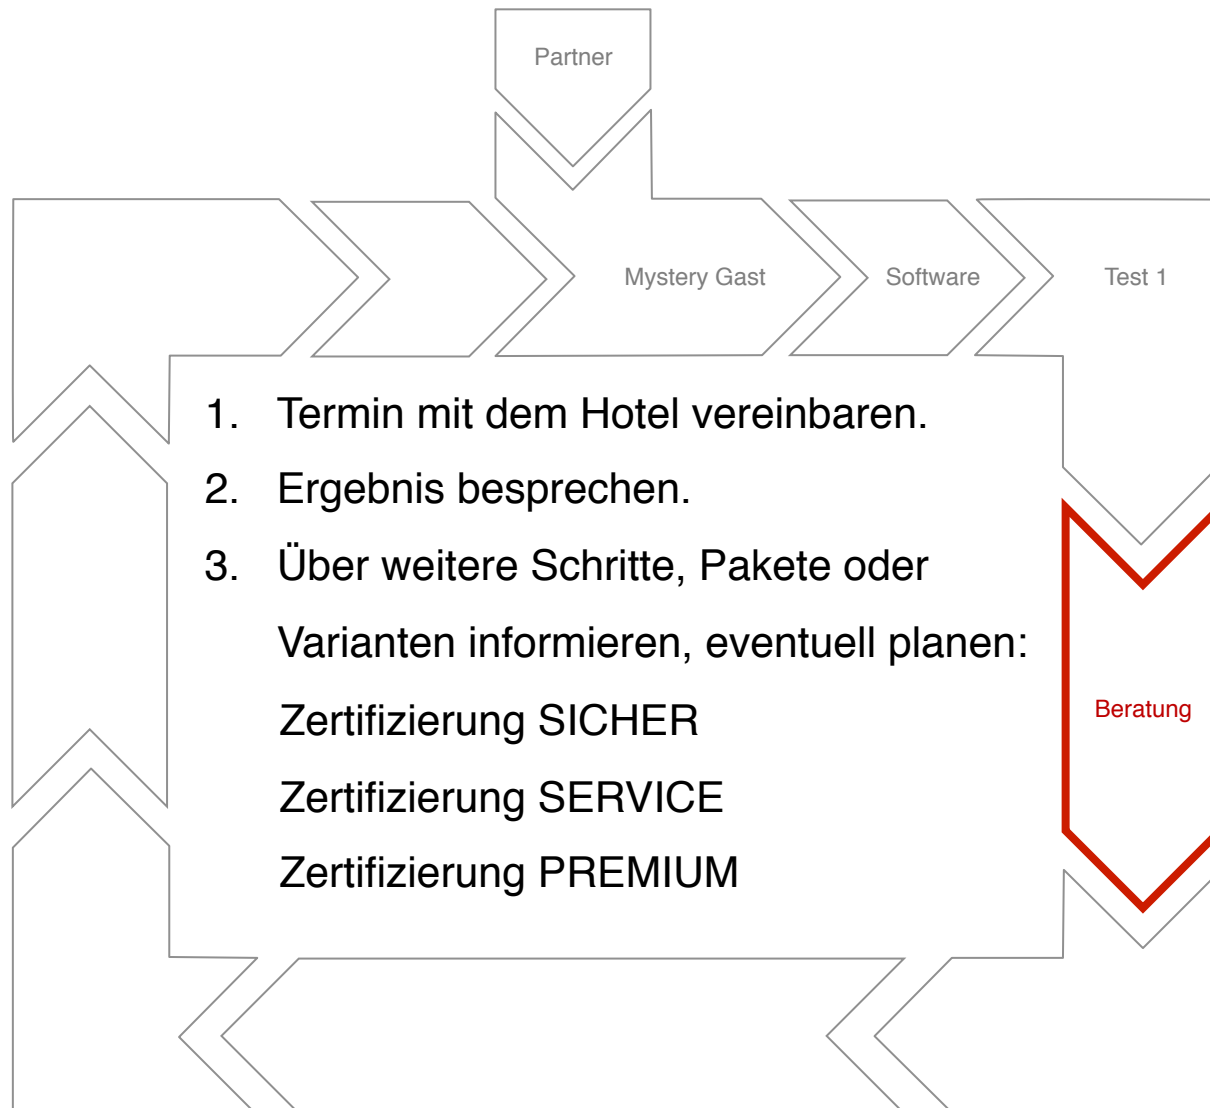 Partner
Mystery Gast
Software
Test 1
1. Termin mit dem Hotel vereinbaren.
2. Ergebnis besprechen.
3. Über weitere Schritte, Pakete oder
Varianten informieren, eventuell planen:
Zertifizierung SICHER
Beratung
Zertifizierung SERVICE
Zertifizierung PREMIUM